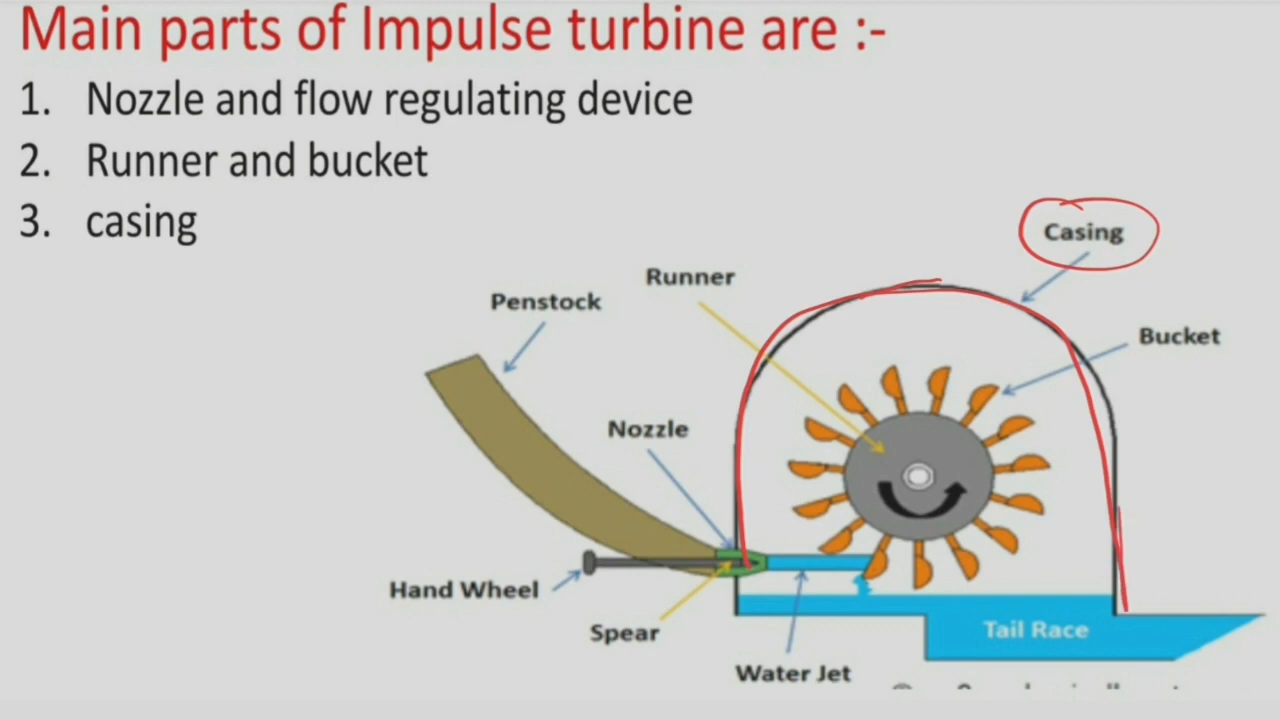 Main parts of Impulse turbine are :-
1. Nozzle and flow regulating device
2. Runner and bucket
3. casing
Casing
Runner
Penstock
Bucket
Nozzle
Hand Wheel
Spear
Tail Race
Water Jet